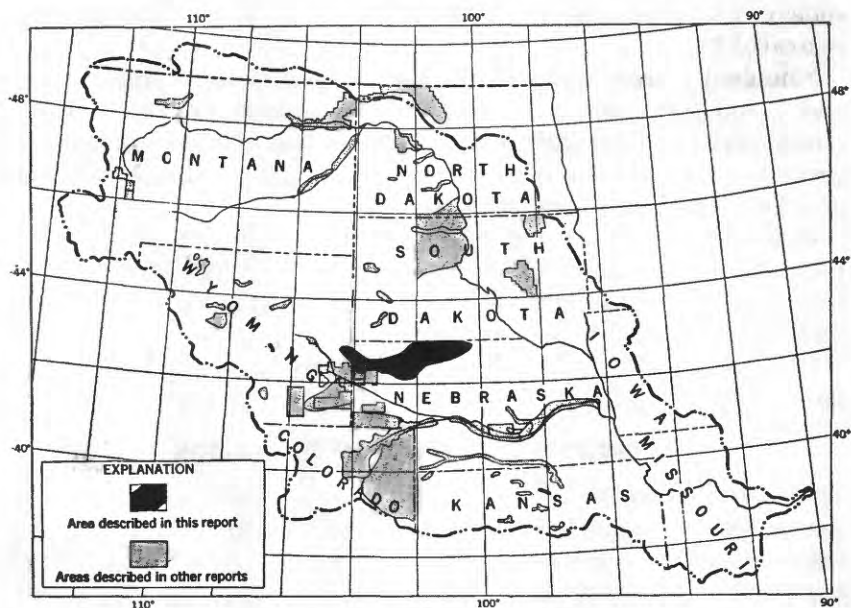 110°
100°
90°
48°
48°
MONTANA
NORTH
DAKOTA
SOUTH
DAKOTA
44°
44°
WYOMING
IOWA
NEBRASKA
40°
40°
COLORADO
KANSAS
MISSOURI
EXPLANATION
Area described in this report
Areas described in other reports
110°
100°
90°